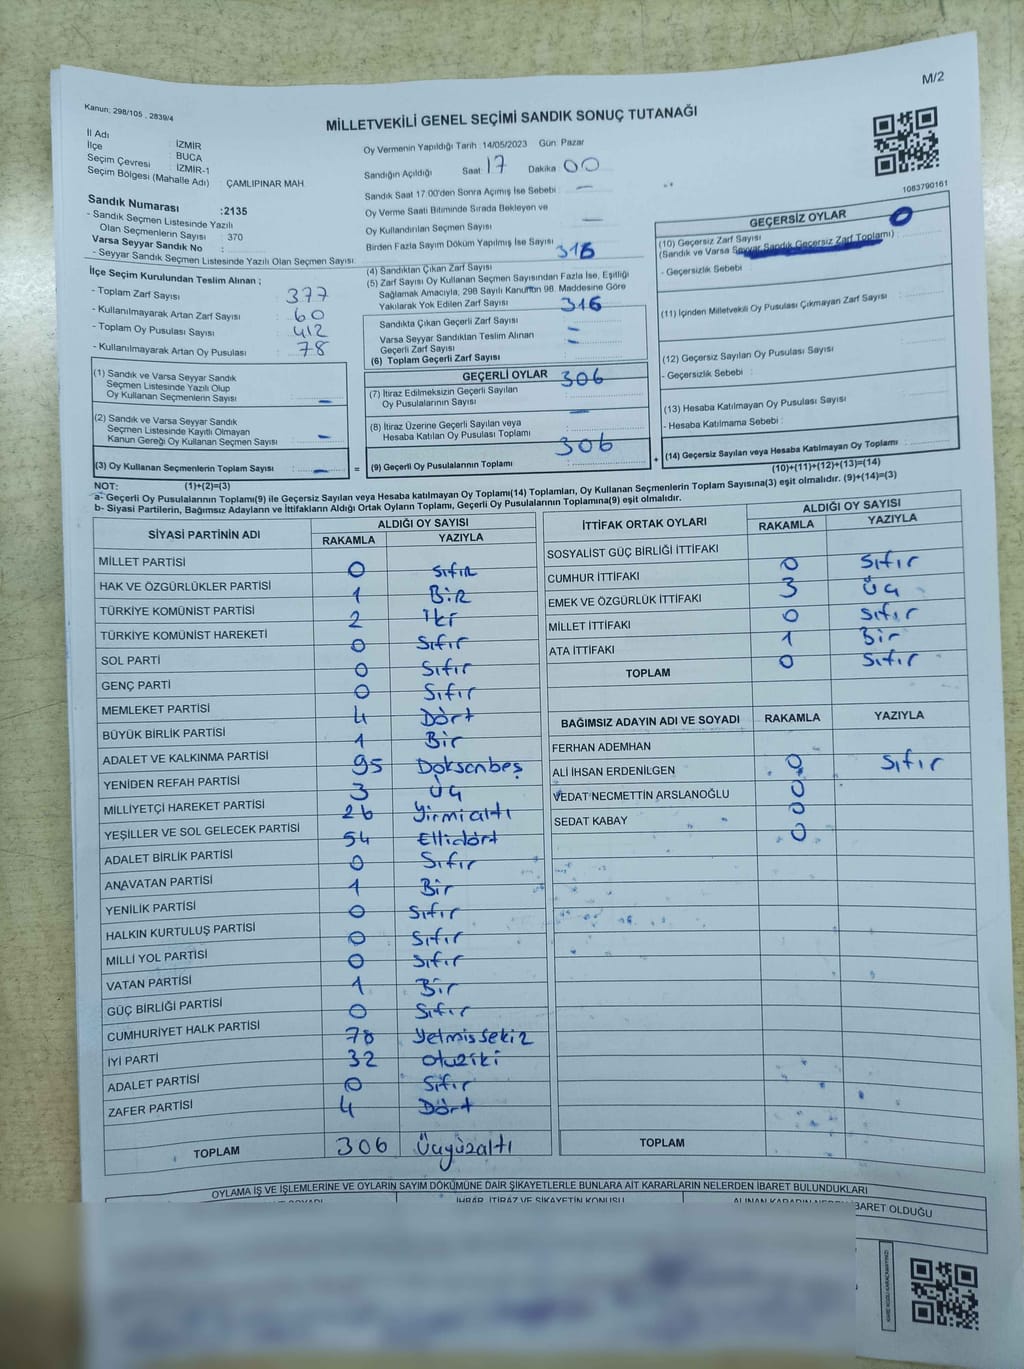 M/2
Kanun: 298/105 , 2839/4
MİLLETVEKİLİ GENEL SEÇİMİ SANDIK SONUÇ TUTANAĞI
İl Adı : İZMİR
İlçe : BUCA
Seçim Çevresi : İZMİR-1
Seçim Bölgesi (Mahalle Adı) : ÇAMLIPINAR MAH.
Sandık Numarası :2135
- Sandık Seçmen Listesinde Yazılı
Olan Seçmenlerin Sayısı : 370
Varsa Seyyar Sandık No :
- Seyyar Sandık Seçmen Listesinde Yazılı Olan Seçmen Sayısı:
Oy Vermenin Yapıldığı Tarih :14/05/2023 Gün: Pazar
Sandığın Açıldığı Saat 17 Dakika 00
Sandık Saat 17:00'den Sonra Açımış İse Sebebi : —
Oy Verme Saati Bitiminde Sırada Bekleyen ve
Oy Kullandırılan Seçmen Sayısı : —
Birden Fazla Sayım Döküm Yapılmış İse Sayısı
1083790161
İlçe Seçim Kurulundan Teslim Alınan ;
- Toplam Zarf Sayısı : 377
- Kullanılmayarak Artan Zarf Sayısı : 60
- Toplam Oy Pusulası Sayısı : 412
- Kullanılmayarak Artan Oy Pusulası : 78
(4) Sandıktan Çıkan Zarf Sayısı 316
(5) Zarf Sayısı Oy Kullanan Seçmen Sayısından Fazla İse, Eşitliği
Sağlamak Amacıyla; 298 Sayılı Kanunun 98. Maddesine Göre
Yakılarak Yok Edilen Zarf Sayısı :
Sandıkta Çıkan Geçerli Zarf Sayısı : 316
Varsa Seyyar Sandıktan Teslim Alınan
Geçerli Zarf Sayısı : —
(6) Toplam Geçerli Zarf Sayısı : —
GEÇERSİZ OYLAR
(10) Geçersiz Zarf Sayısı
(Sandık ve Varsa Seyyar Sandık Geçersiz Zarf Toplamı) : 0
- Geçersizlik Sebebi :
(11) İçinden Milletvekili Oy Pusulası Çıkmayan Zarf Sayısı
(12) Geçersiz Sayılan Oy Pusulası Sayısı
- Geçersizlik Sebebi :
(13) Hesaba Katılmayan Oy Pusulası Sayısı
- Hesaba Katılmama Sebebi :
(14) Geçersiz Sayılan veya Hesaba Katılmayan Oy Toplamı
(10)+(11)+(12)+(13)=(14)
(1) Sandık ve Varsa Seyyar Sandık
Seçmen Listesinde Yazılı Olup
Oy Kullanan Seçmenlerin Sayısı : —
(2) Sandık ve Varsa Seyyar Sandık
Seçmen Listesinde Kayıtlı Olmayan
Kanun Gereği Oy Kullanan Seçmen Sayısı : —
(3) Oy Kullanan Seçmenlerin Toplam Sayısı : — =
(1)+(2)=(3)
GEÇERLİ OYLAR
(7) İtiraz Edilmeksizin Geçerli Sayılan 306
Oy Pusulalarının Sayısı
(8) İtiraz Üzerine Geçerli Sayılan veya —
Hesaba Katılan Oy Pusulası Toplamı
(9) Geçerli Oy Pusulalarının Toplamı : 306 +
NOT:
a- Geçerli Oy Pusulalarının Toplamı(9) ile Geçersiz Sayılan veya Hesaba katılmayan Oy Toplamı(14) Toplamları, Oy Kullanan Seçmenlerin Toplam Sayısına(3) eşit olmalıdır. (9)+(14)=(3)
b- Siyasi Partilerin, Bağımsız Adayların ve İttifakların Aldığı Ortak Oyların Toplamı, Geçerli Oy Pusulalarının Toplamına(9) eşit olmalıdır.
SİYASİ PARTİNİN ADI ALDIĞI OY SAYISI
RAKAMLA YAZIYLA
MİLLET PARTİSİ 0 Sıfır
HAK VE ÖZGÜRLÜKLER PARTİSİ 1 Bir
TÜRKİYE KOMÜNİST PARTİSİ 2 İki
TÜRKİYE KOMÜNİST HAREKETİ 0 Sıfır
SOL PARTİ 0 Sıfır
GENÇ PARTİ 0 Sıfır
MEMLEKET PARTİSİ 4 Dört
BÜYÜK BİRLİK PARTİSİ 1 Bir
ADALET VE KALKINMA PARTİSİ 95 Doksanbeş
YENİDEN REFAH PARTİSİ 3 Üç
MİLLİYETÇİ HAREKET PARTİSİ 26 Yirmialtı
YEŞİLLER VE SOL GELECEK PARTİSİ 54 Ellidört
ADALET BİRLİK PARTİSİ 0 Sıfır
ANAVATAN PARTİSİ 1 Bir
YENİLİK PARTİSİ 0 Sıfır
HALKIN KURTULUŞ PARTİSİ 0 Sıfır
MİLLİ YOL PARTİSİ 0 Sıfır
VATAN PARTİSİ 1 Bir
GÜÇ BİRLİĞİ PARTİSİ 0 Sıfır
CUMHURİYET HALK PARTİSİ 78 Yetmissekiz
İYİ PARTİ 32 Otuziki
ADALET PARTİSİ 0 Sıfır
ZAFER PARTİSİ 4 Dört
TOPLAM 306 Üçyüzaltı
İTTİFAK ORTAK OYLARI ALDIĞI OY SAYISI
RAKAMLA YAZIYLA
SOSYALİST GÜÇ BİRLİĞİ İTTİFAKI 0 Sıfır
CUMHUR İTTİFAKI 3 Üç
EMEK VE ÖZGÜRLÜK İTTİFAKI 0 Sıfır
MİLLET İTTİFAKI 1 Bir
ATA İTTİFAKI 0 Sıfır
TOPLAM
BAĞIMSIZ ADAYIN ADI VE SOYADI RAKAMLA YAZIYLA
FERHAN ADEMHAN 0 Sıfır
ALİ İHSAN ERDENİLGEN 0
VEDAT NECMETTİN ARSLANOĞLU 0
SEDAT KABAY 0
TOPLAM
OYLAMA İŞ VE İŞLEMLERİNE VE OYLARIN SAYIM DÖKÜMÜNE DAİR ŞİKAYETLERLE BUNLARA AİT KARARLARIN NELERDEN İBARET BULUNDUKLARI
İHBAR, İTİRAZ VE ŞİKAYETİN KONUSU
İBARET OLDUĞU